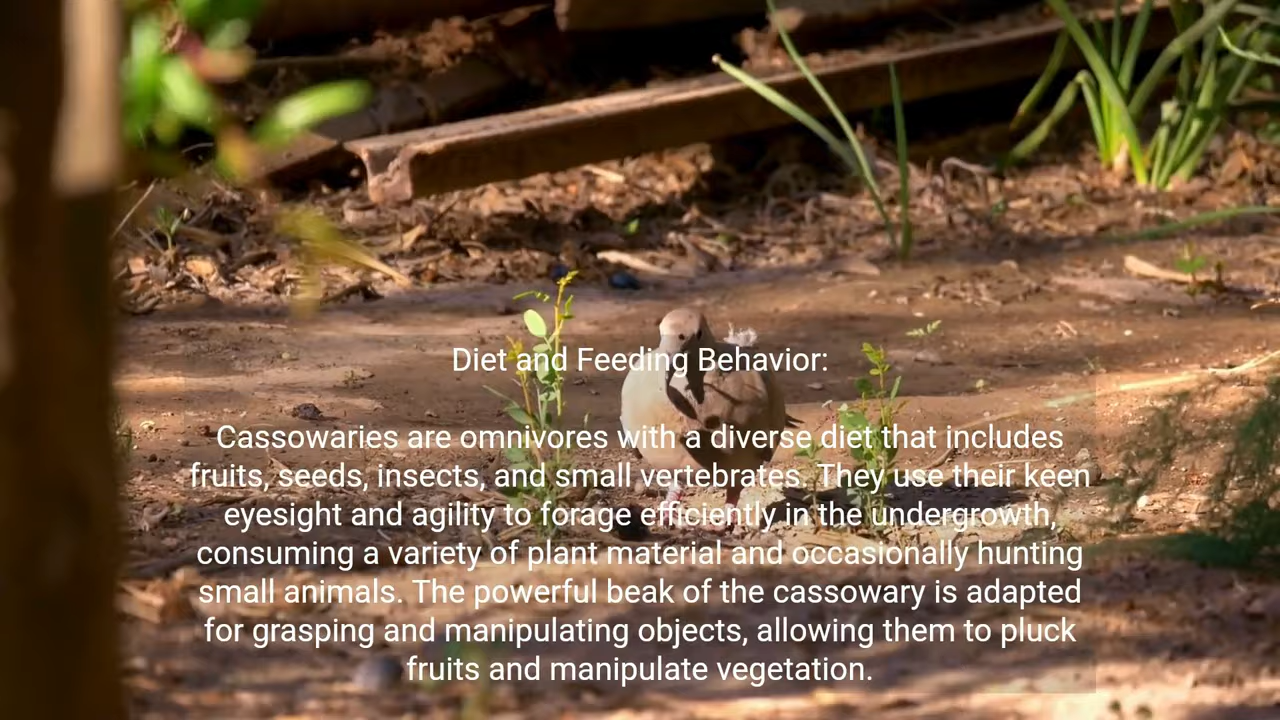 Diet and Feeding Behavior:
Cassowaries are omnivores with a diverse diet that includes
fruits, seeds, insects, and small vertebrates. They use their keen
eyesight and agility to forage efficiently in the undergrowth,
consuming a variety of plant material and occasionally hunting
small animals. The powerful beak of the cassowary is adapted
for grasping and manipulating objects, allowing them to pluck
fruits and manipulate vegetation.